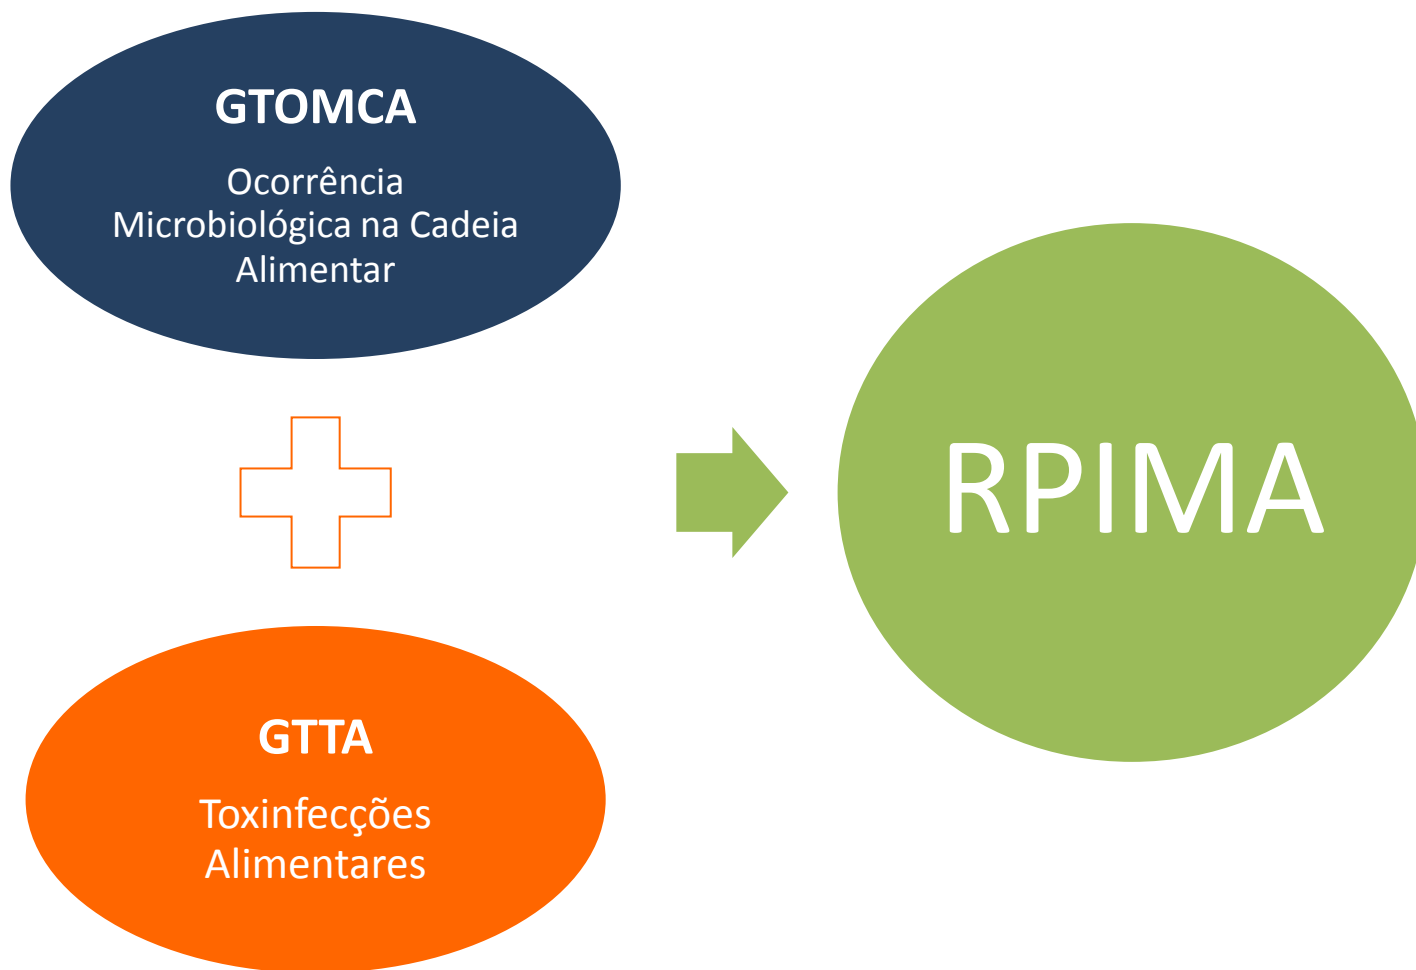 GTOMCA
Ocorrência
Microbiológica na Cadeia
Alimentar
GTTA
Toxinfecções
Alimentares
RPIMA